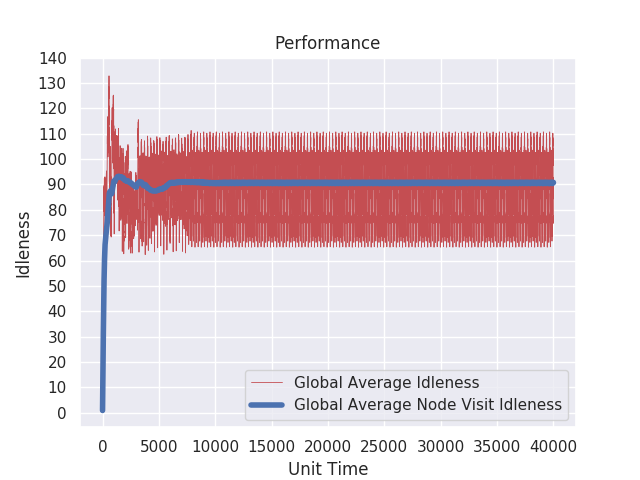 Performance
140
130
120
110
100
90
80
70
60
50
40
30
20
10
0
Idleness
Global Average Idleness
Global Average Node Visit Idleness
0 5000 10000 15000 20000 25000 30000 35000 40000
Unit Time